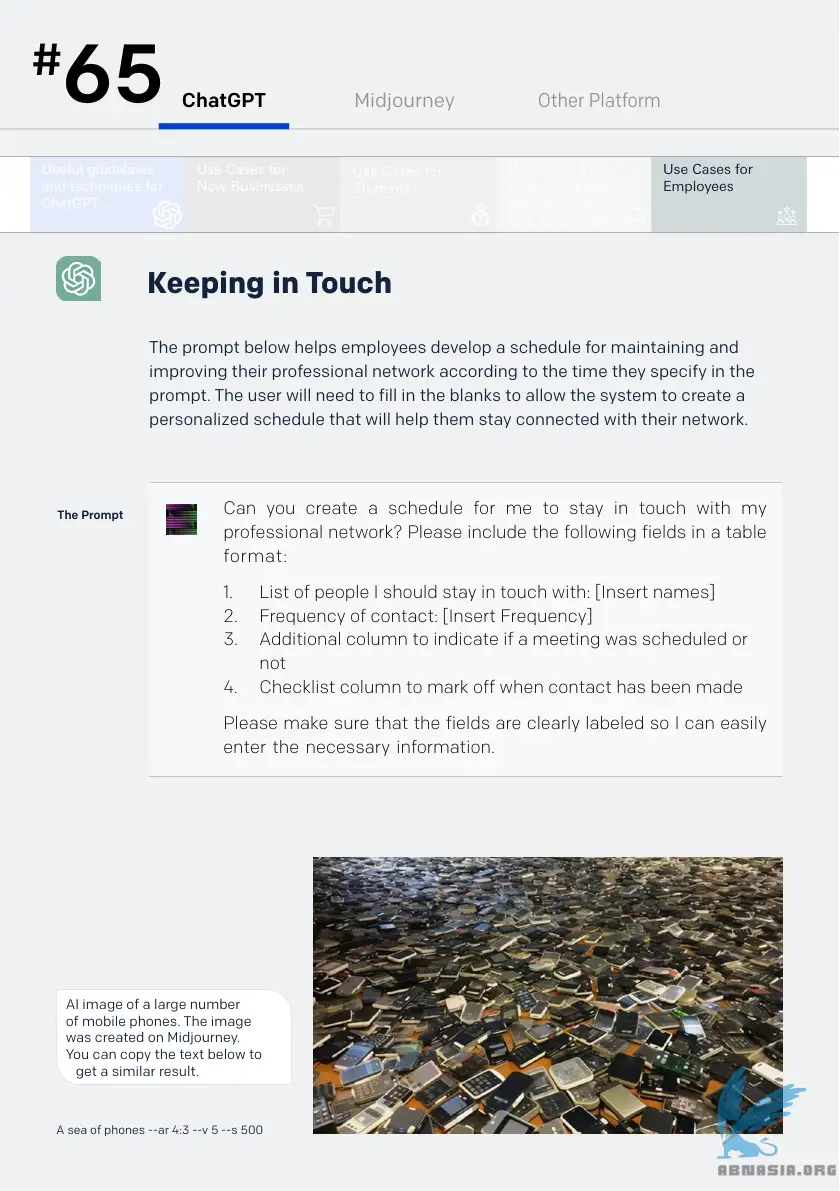 #65
ChatGPT
Midjourney
Other Platform
Useful guidelines
and techniques for
ChatGPT
Use Cases for
New Businesses
Use Cases for
Students
Use Cases for
Employees
Keeping in Touch
The prompt below helps employees develop a schedule for maintaining and
improving their professional network according to the time they specify in the
prompt. The user will need to fill in the blanks to allow the system to create a
personalized schedule that will help them stay connected with their network.
The Prompt
Can you create a schedule for me to stay in touch with my
professional network? Please include the following fields in a table
format:
1. List of people I should stay in touch with: [Insert names]
2. Frequency of contact: [Insert Frequency]
3. Additional column to indicate if a meeting was scheduled or
not
4. Checklist column to mark off when contact has been made
Please make sure that the fields are clearly labeled so I can easily
enter the necessary information.
AI image of a large number
of mobile phones. The image
was created on Midjourney.
You can copy the text below to
get a similar result.
A sea of phones --ar 4:3 --v 5 --s 500
ABNASIA.ORG